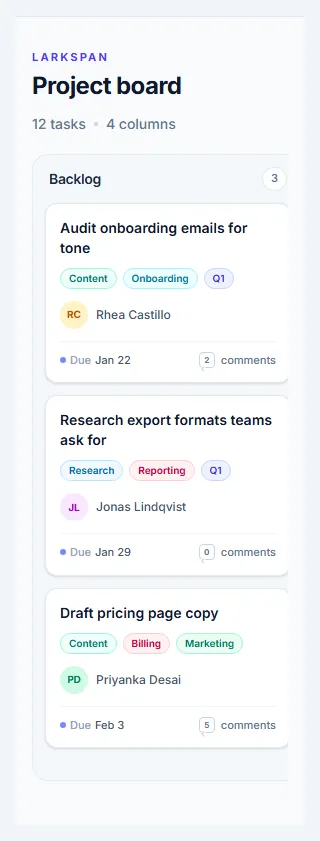 LARKSPAN
Project board
12 tasks • 4 columns
Backlog 3
Audit onboarding emails for
tone
Content Onboarding Q1
RC Rhea Castillo
Due Jan 22 2 comments
Research export formats teams
ask for
Research Reporting Q1
JL Jonas Lindqvist
Due Jan 29 0 comments
Draft pricing page copy
Content Billing Marketing
PD Priyanka Desai
Due Feb 3 5 comments